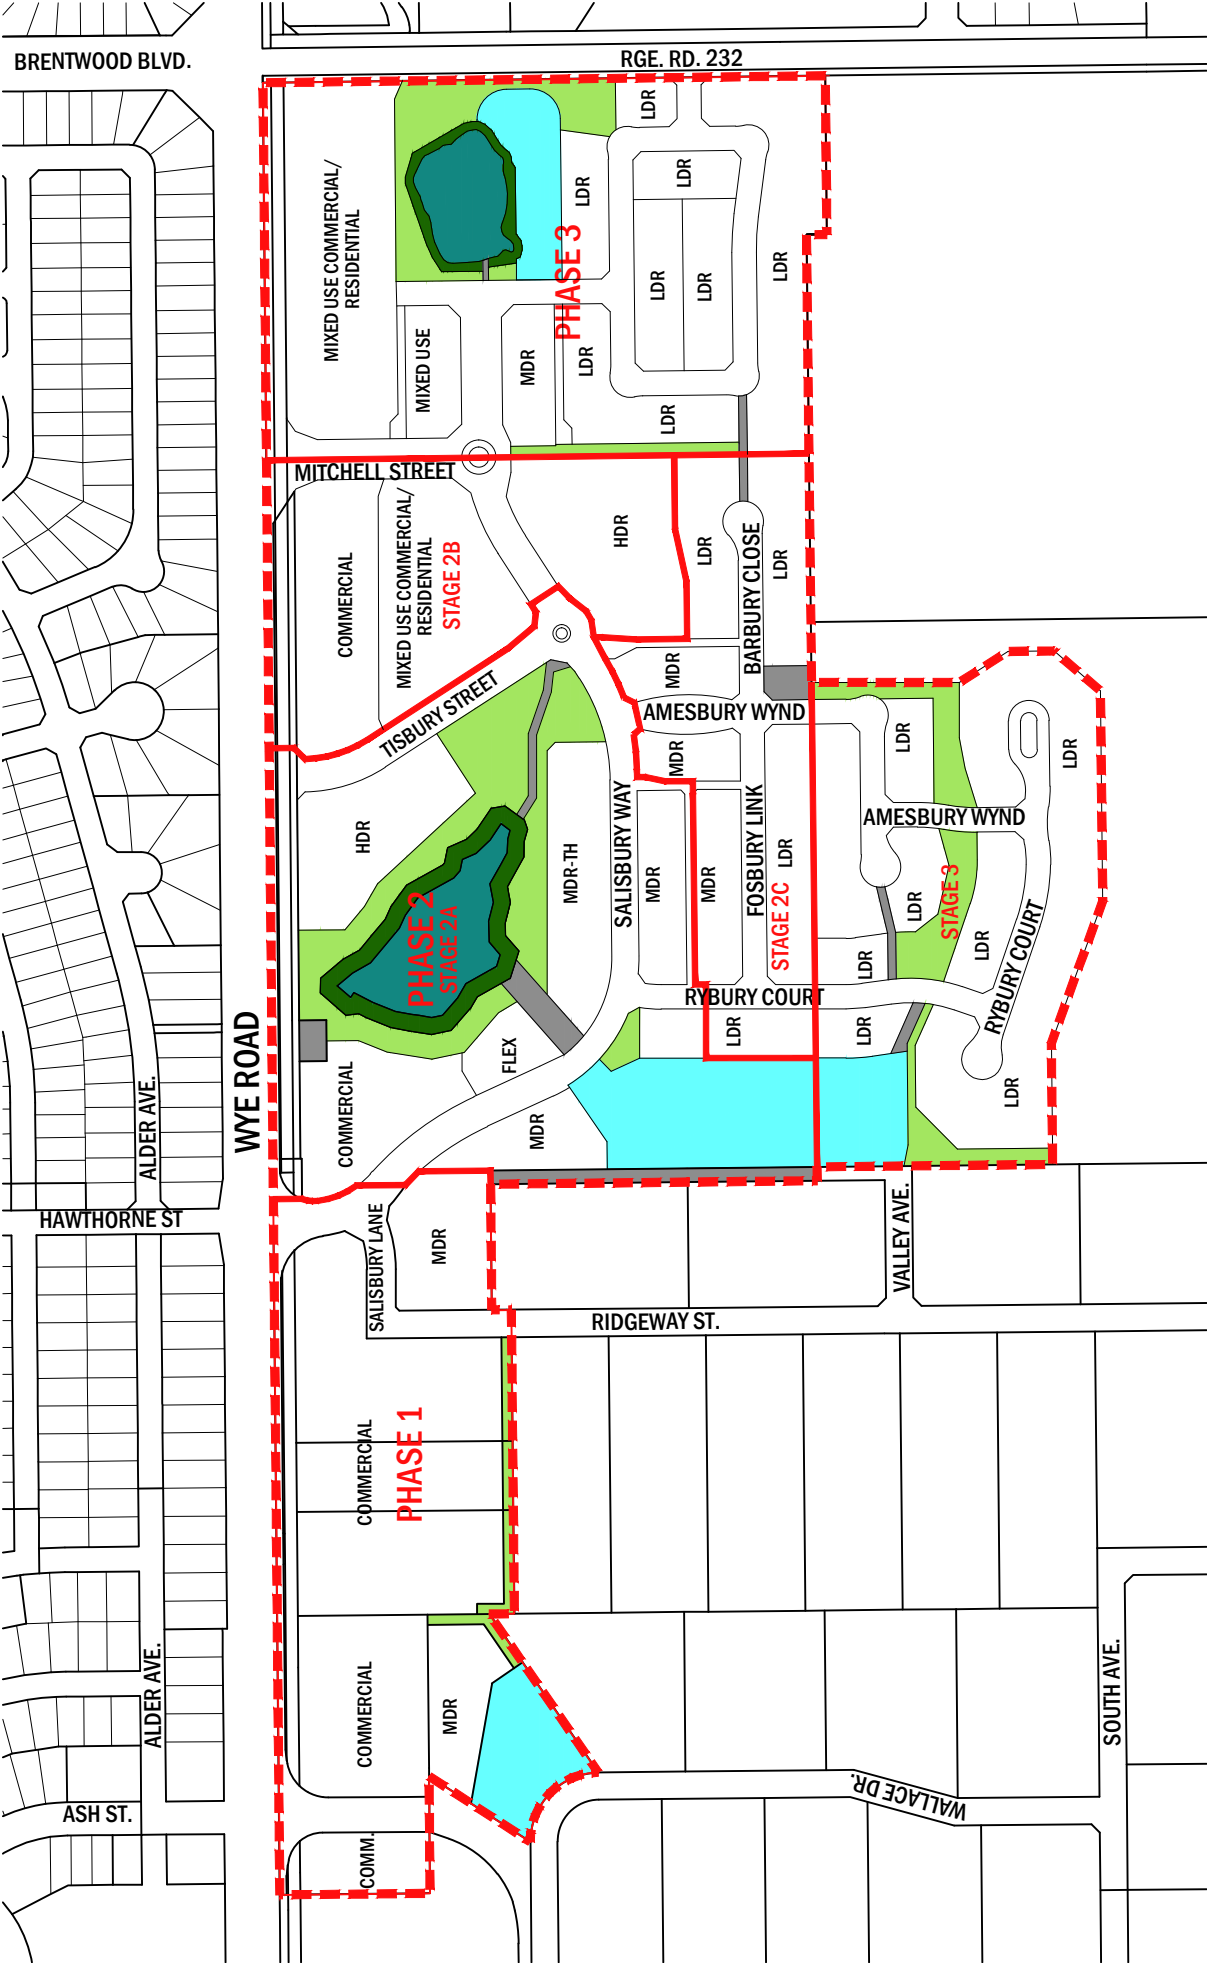 BRENTWOOD BLVD.
RGE. RD. 232
LDR
MIXED USE COMMERCIAL/
RESIDENTIAL
LDR
LDR
PHASE 3
LDR
LDR
LDR
MIXED USE
MDR
LDR
LDR
MITCHELL STREET
COMMERCIAL
MIXED USE COMMERCIAL/
RESIDENTIAL
STAGE 2B
HDR
LDR
BARBURY CLOSE
LDR
TISBURY STREET
MDR
AMESBURY WYND
MDR
LDR
LDR
HDR
MDR-TH
SALISBURY WAY
MDR
MDR
FOSBURY LINK
LDR
STAGE 2C
AMESBURY WYND
LDR
STAGE 3
LDR
LDR
RYBURY COURT
PHASE 2
STAGE 2A
RYBURY COURT
LDR
LDR
LDR
WYE ROAD
FLEX
COMMERCIAL
MDR
ALDER AVE.
HAWTHORNE ST
SALISBURY LANE
MDR
VALLEY AVE.
RIDGEWAY ST.
COMMERCIAL
PHASE 1
ALDER AVE.
COMMERCIAL
MDR
SOUTH AVE.
WALLACE DR.
ASH ST.
COMM.